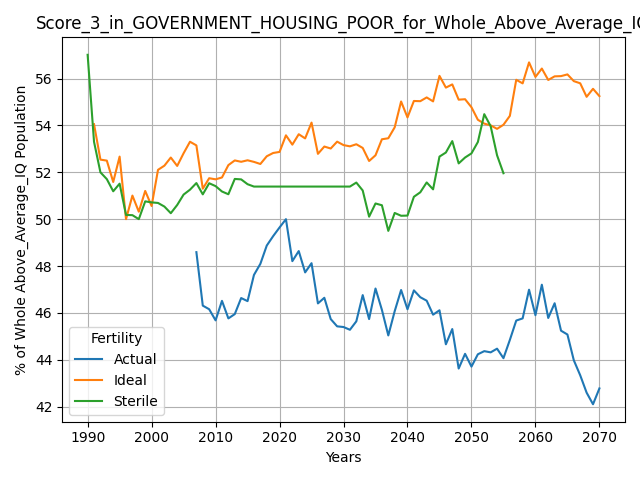 Score_3_in_GOVERNMENT_HOUSING_POOR_for_Whole_Above_Average_IQ
% of Whole Above_Average_IQ Population
56
54
52
50
48
46
44
42
Fertility
Actual
Ideal
Sterile
1990 2000 2010 2020 2030 2040 2050 2060 2070
Years